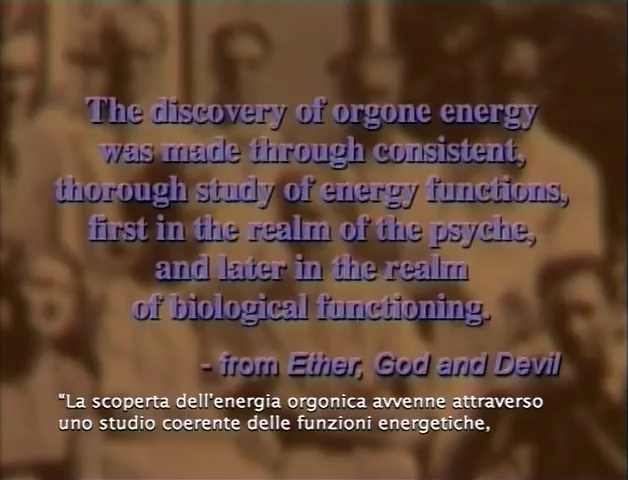 The discovery of orgone energy
was made through consistent,
thorough study of energy functions,
first in the realm of the psyche,
and later in the realm
of biological functioning.
- from Ether, God and Devil
“La scoperta dell'energia orgonica avvenne attraverso
uno studio coerente delle funzioni energetiche,